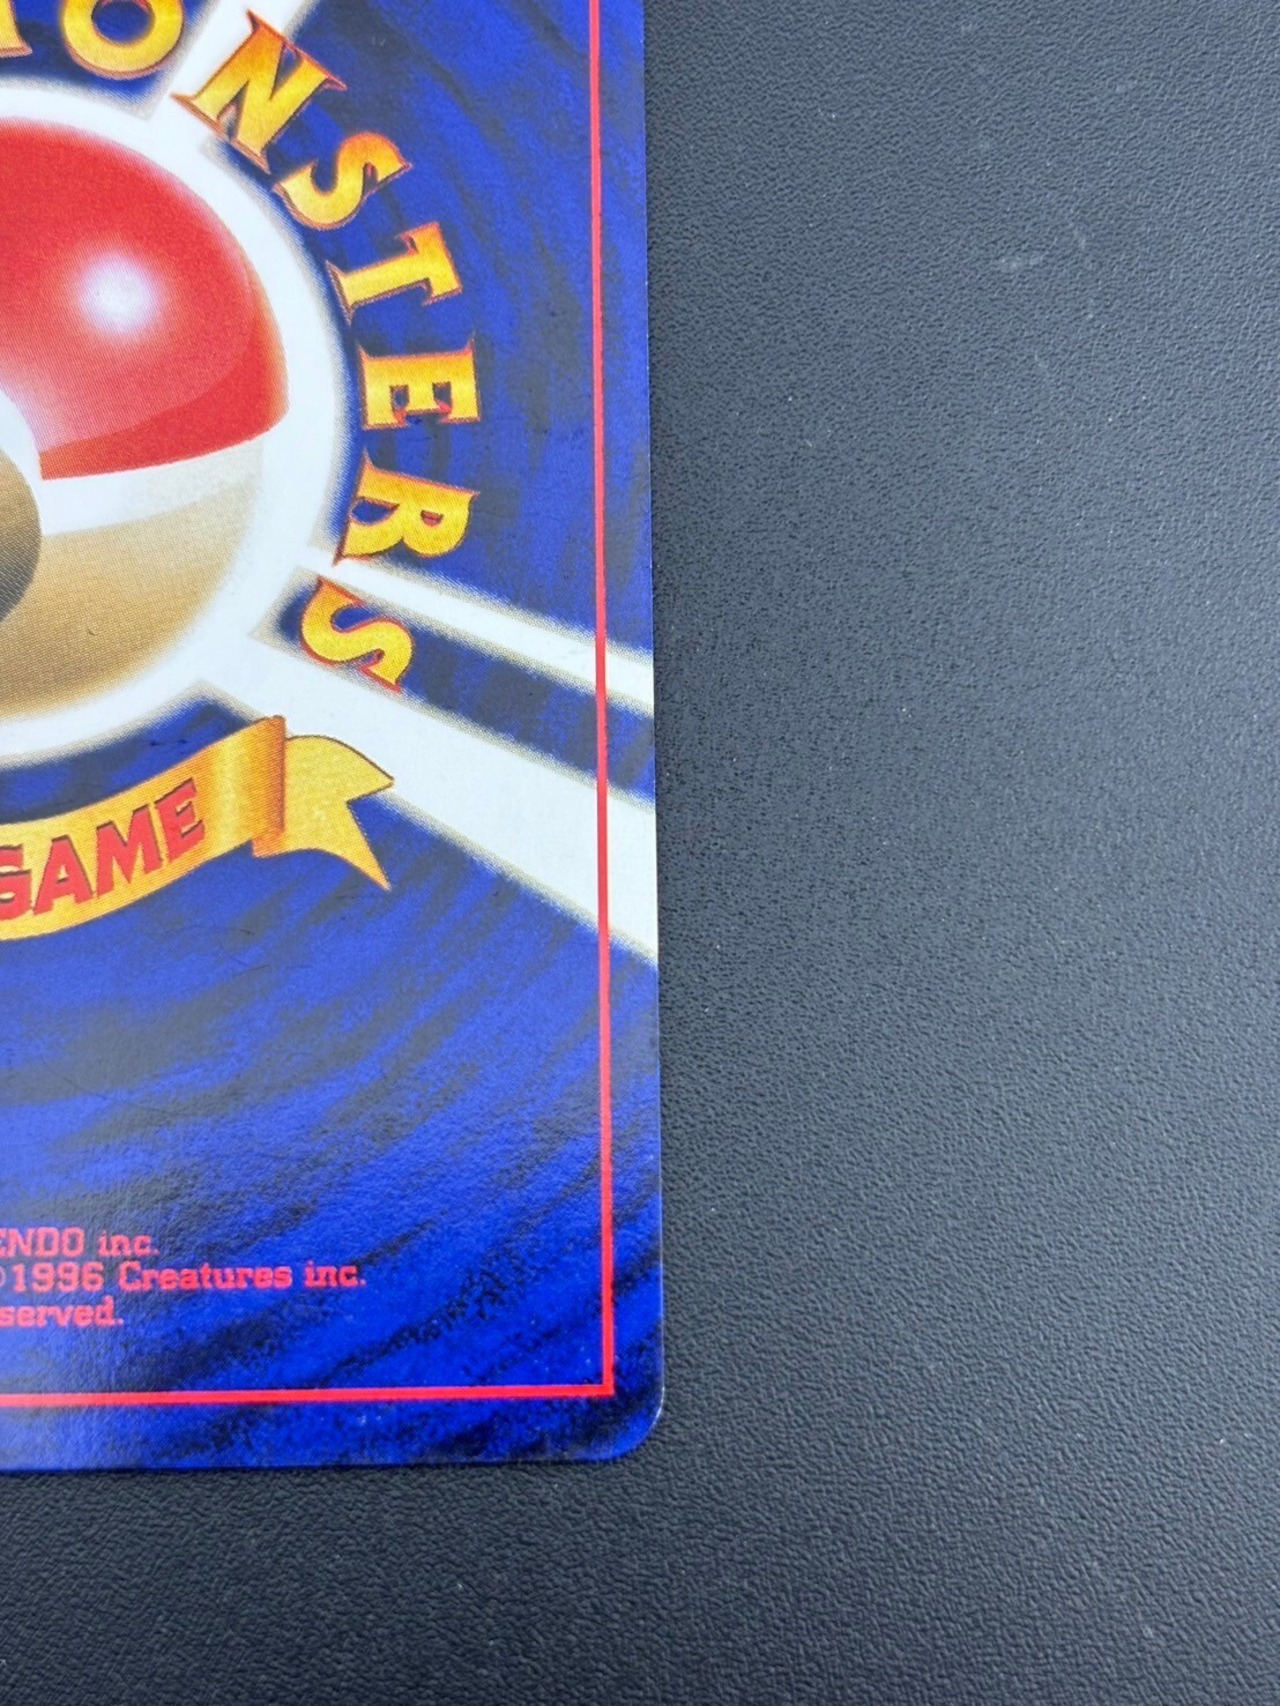 ONSTERS
GAME
ENDO inc.
©1996 Creatures inc.
served.